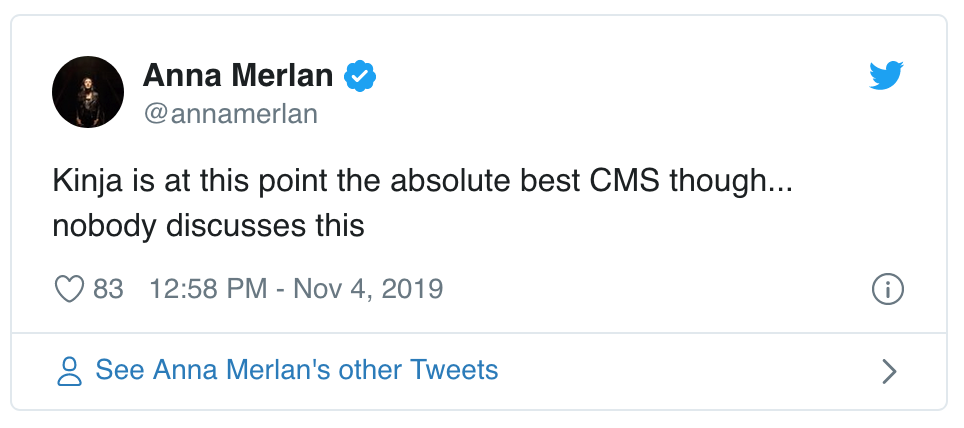 Anna Merlan
@annamerlan
Kinja is at this point the absolute best CMS though...
nobody discusses this
83 12:58 PM - Nov 4, 2019
See Anna Merlan's other Tweets